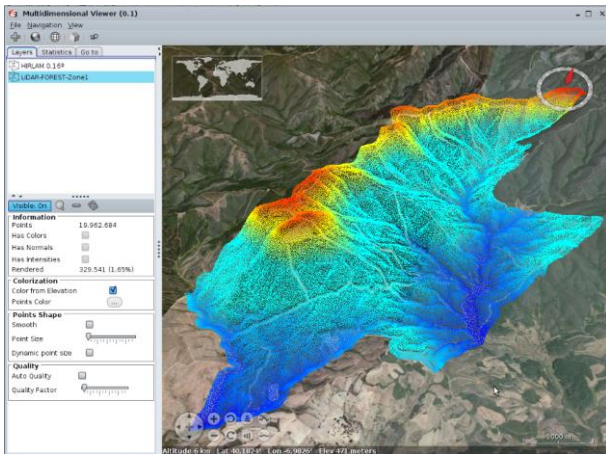 Multidimensional Viewer (0.1)
File Navigation View
Layers Statistics Go to
HIRLAM 0.16º
LIDAR-FOREST-Zone1
Visible: On
Information
Points 19.962.684
Has Colors
Has Normals
Has Intensities
Rendered 329.541 (1.65%)
Colorization
Color from Elevation
Points Color ...
Points Shape
Smooth
Point Size
Dynamic point size
Quality
Auto Quality
Quality Factor
Altitude 6 km Lat 40,1824° Lon -6,9826° Elev 471 meters